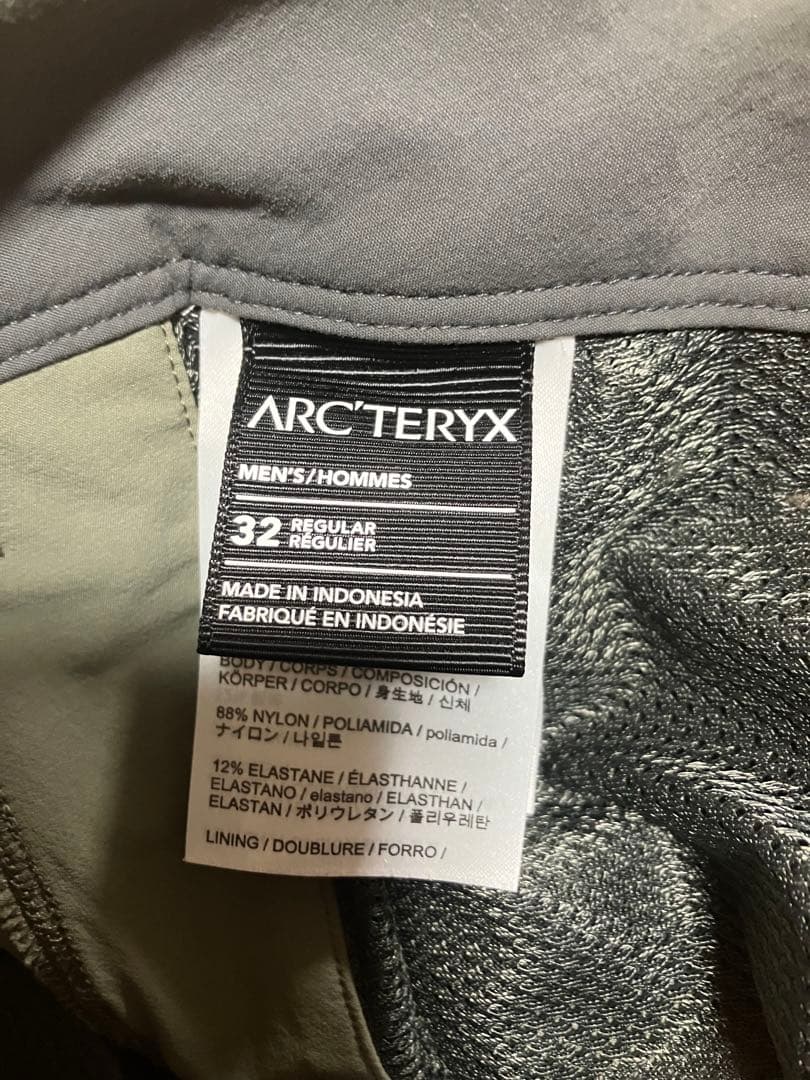 ARC'TERYX
MEN'S/HOMMES
32 REGULAR
RÉGULIER
MADE IN INDONESIA
FABRIQUÉ EN INDONÉSIE
BODY / CORPS / COMPOSICIÓN /
KÖRPER / CORPO / 身生地 / 신체
88% NYLON / POLIAMIDA / poliamida /
ナイロン / 나일론
12% ELASTANE / ÉLASTHANNE /
ELASTANO / elastano / ELASTHAN /
ELASTAN / ポリウレタン / 폴리우레탄
LINING / DOUBLURE / FORRO /